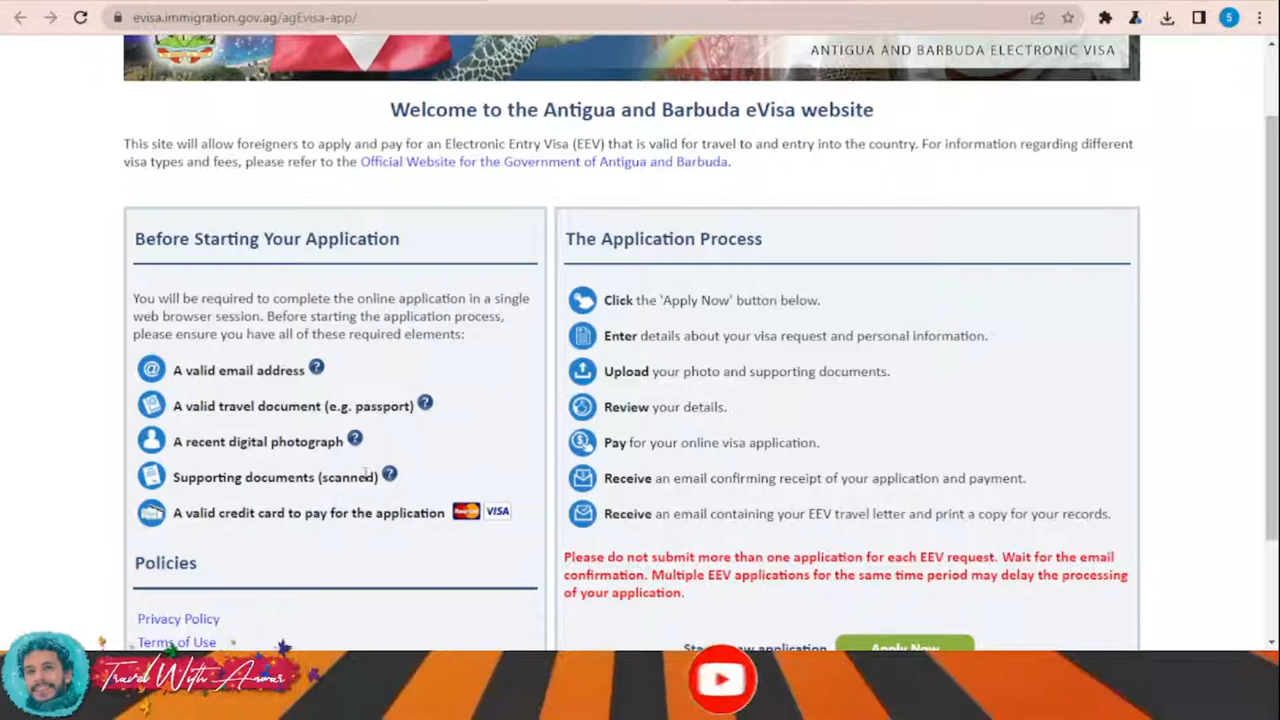 evisa.immigration.gov.ag/agEvisa-app/
S
ANTIGUA AND BARBUDA ELECTRONIC VISA
Welcome to the Antigua and Barbuda eVisa website
This site will allow foreigners to apply and pay for an Electronic Entry Visa (EEV) that is valid for travel to and entry into the country. For information regarding different
visa types and fees, please refer to the Official Website for the Government of Antigua and Barbuda.
Before Starting Your Application
You will be required to complete the online application in a single
web browser session. Before starting the application process,
please ensure you have all of these required elements:
A valid email address ?
A valid travel document (e.g. passport) ?
A recent digital photograph ?
Supporting documents (scanned) ?
A valid credit card to pay for the application MasterCard VISA
Policies
Privacy Policy
Terms of Use
The Application Process
Click the 'Apply Now' button below.
Enter details about your visa request and personal information.
Upload your photo and supporting documents.
Review your details.
Pay for your online visa application.
Receive an email confirming receipt of your application and payment.
Receive an email containing your EEV travel letter and print a copy for your records.
Please do not submit more than one application for each EEV request. Wait for the email
confirmation. Multiple EEV applications for the same time period may delay the processing
of your application.
Apply Now
Travel With Anwar